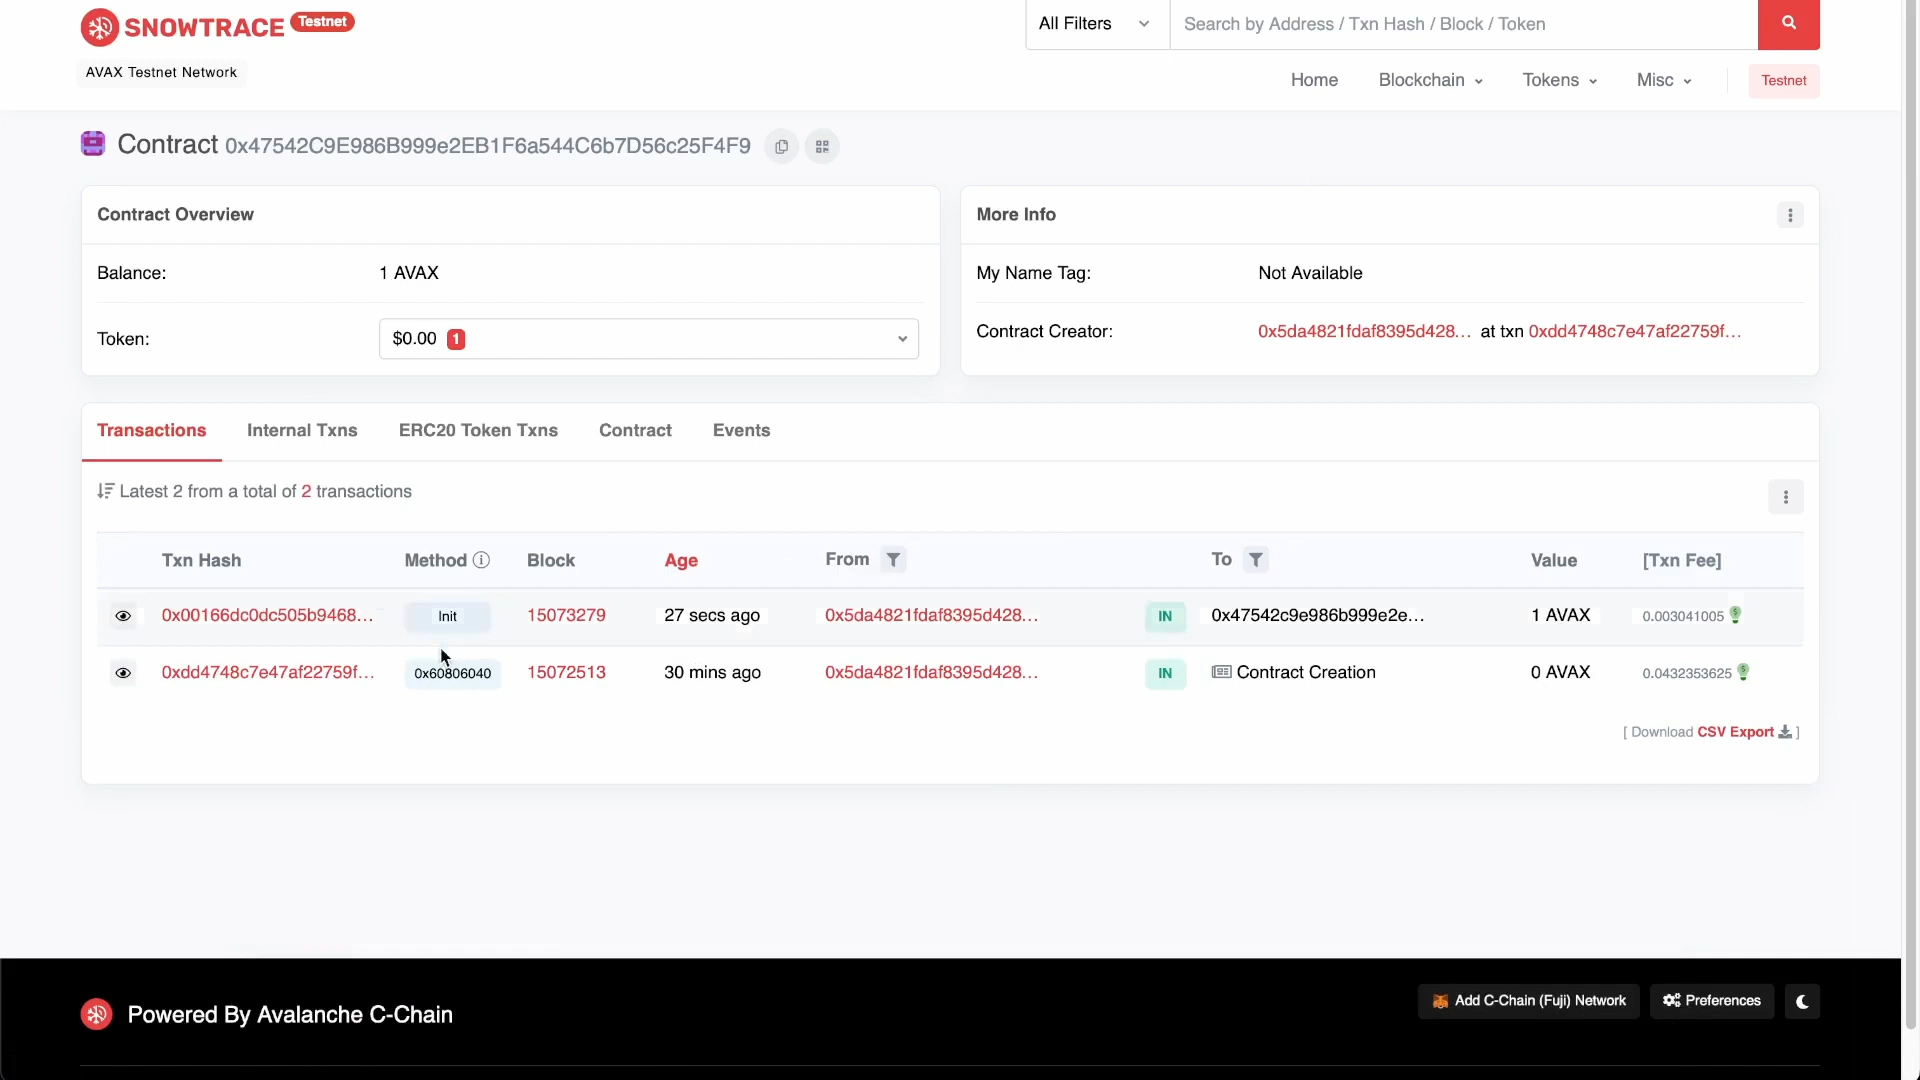 SNOWTRACE Testnet
All Filters
Search by Address / Txn Hash / Block / Token
AVAX Testnet Network
Home Blockchain Tokens Misc Testnet
Contract 0x47542C9E986B999e2EB1F6a544C6b7D56c25F4F9
Contract Overview
Balance: 1 AVAX
Token: $0.00 1
More Info
My Name Tag: Not Available
Contract Creator: 0x5da4821fdaf8395d428... at txn 0xdd4748c7e47af22759f...
Transactions Internal Txns ERC20 Token Txns Contract Events
Latest 2 from a total of 2 transactions
Txn Hash Method Block Age From To Value [Txn Fee]
0x00166dc0dc505b9468... Init 15073279 27 secs ago 0x5da4821fdaf8395d428... IN 0x47542c9e986b999e2e... 1 AVAX 0.003041005
0xdd4748c7e47af22759f... 0x60806040 15072513 30 mins ago 0x5da4821fdaf8395d428... IN Contract Creation 0 AVAX 0.0432353625
[ Download CSV Export ]
Powered By Avalanche C-Chain
Add C-Chain (Fuji) Network Preferences